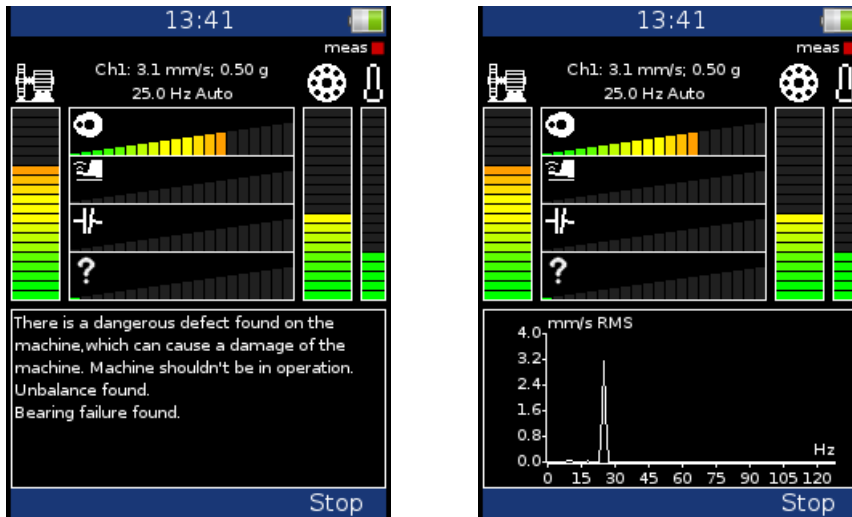 13:41
meas
Ch1: 3.1 mm/s; 0.50 g
25.0 Hz Auto
?
There is a dangerous defect found on the
machine,which can cause a damage of the
machine. Machine shouldn't be in operation.
Unbalance found.
Bearing failure found.
Stop
13:41
meas
Ch1: 3.1 mm/s; 0.50 g
25.0 Hz Auto
?
mm/s RMS
4.0
3.2
2.4
1.6
0.8
0.0
Hz
0 15 30 45 60 75 90 105 120
Stop